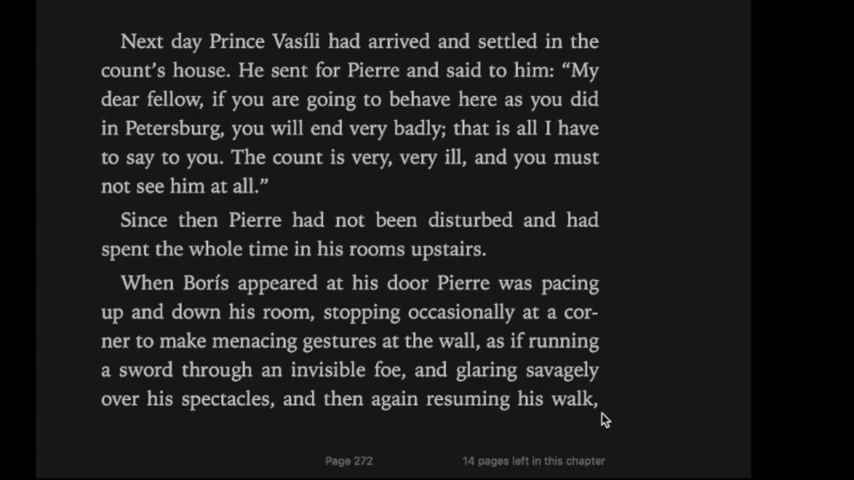 Next day Prince Vasíli had arrived and settled in the
count’s house. He sent for Pierre and said to him: “My
dear fellow, if you are going to behave here as you did
in Petersburg, you will end very badly; that is all I have
to say to you. The count is very, very ill, and you must
not see him at all.”
Since then Pierre had not been disturbed and had
spent the whole time in his rooms upstairs.
When Borís appeared at his door Pierre was pacing
up and down his room, stopping occasionally at a cor-
ner to make menacing gestures at the wall, as if running
a sword through an invisible foe, and glaring savagely
over his spectacles, and then again resuming his walk,
Page 272
14 pages left in this chapter